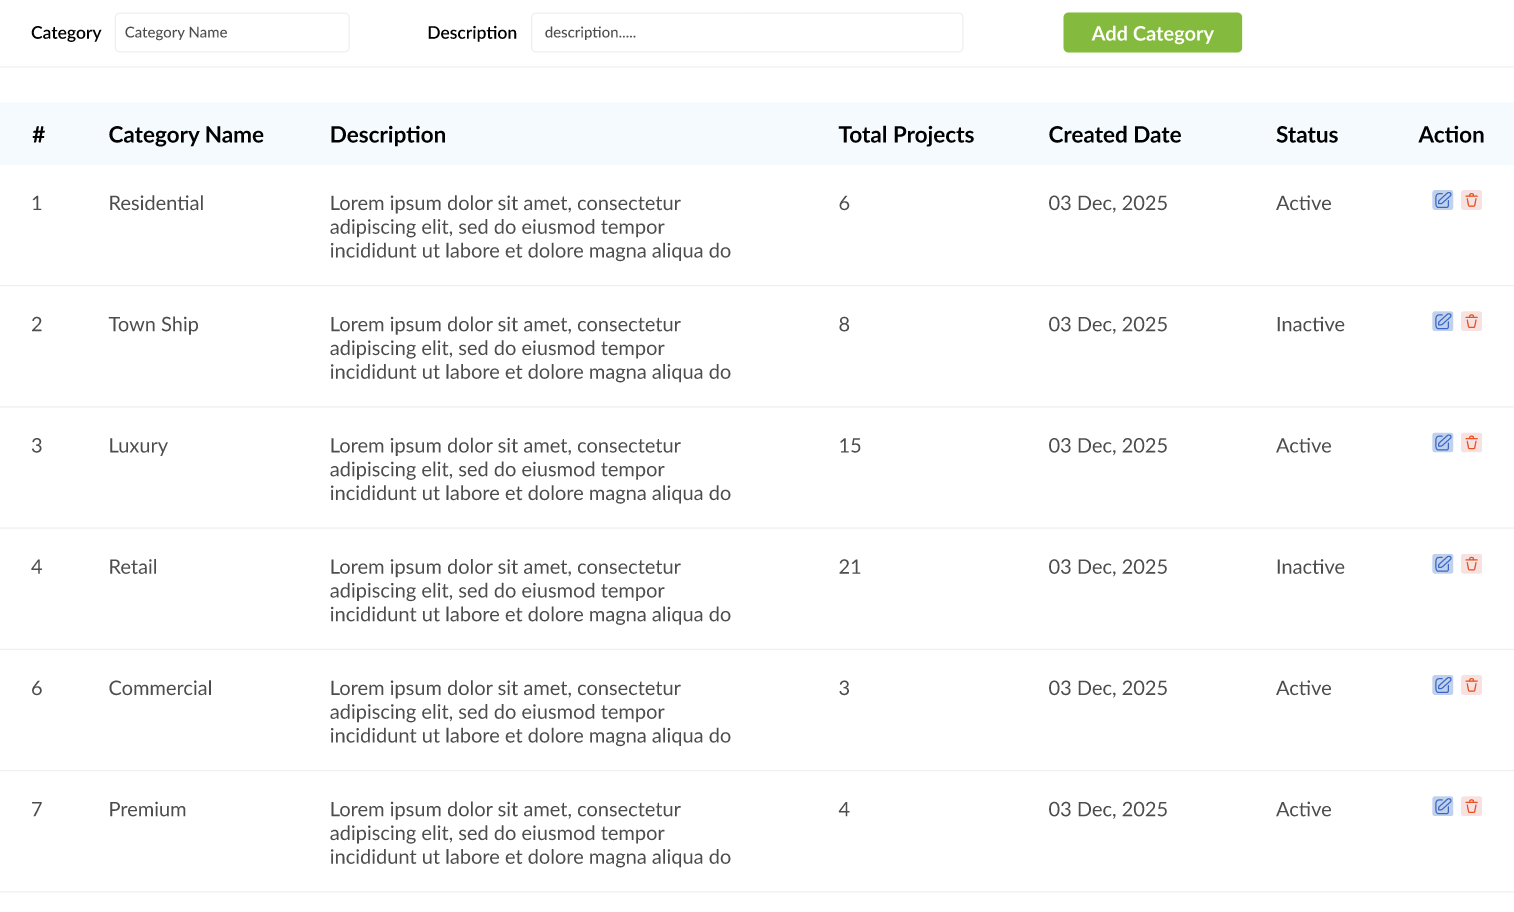 Category Category Name Description description..... Add Category
# Category Name Description Total Projects Created Date Status Action
1 Residential Lorem ipsum dolor sit amet, consectetur 6 03 Dec, 2025 Active
adipiscing elit, sed do eiusmod tempor
incididunt ut labore et dolore magna aliqua do
2 Town Ship Lorem ipsum dolor sit amet, consectetur 8 03 Dec, 2025 Inactive
adipiscing elit, sed do eiusmod tempor
incididunt ut labore et dolore magna aliqua do
3 Luxury Lorem ipsum dolor sit amet, consectetur 15 03 Dec, 2025 Active
adipiscing elit, sed do eiusmod tempor
incididunt ut labore et dolore magna aliqua do
4 Retail Lorem ipsum dolor sit amet, consectetur 21 03 Dec, 2025 Inactive
adipiscing elit, sed do eiusmod tempor
incididunt ut labore et dolore magna aliqua do
6 Commercial Lorem ipsum dolor sit amet, consectetur 3 03 Dec, 2025 Active
adipiscing elit, sed do eiusmod tempor
incididunt ut labore et dolore magna aliqua do
7 Premium Lorem ipsum dolor sit amet, consectetur 4 03 Dec, 2025 Active
adipiscing elit, sed do eiusmod tempor
incididunt ut labore et dolore magna aliqua do